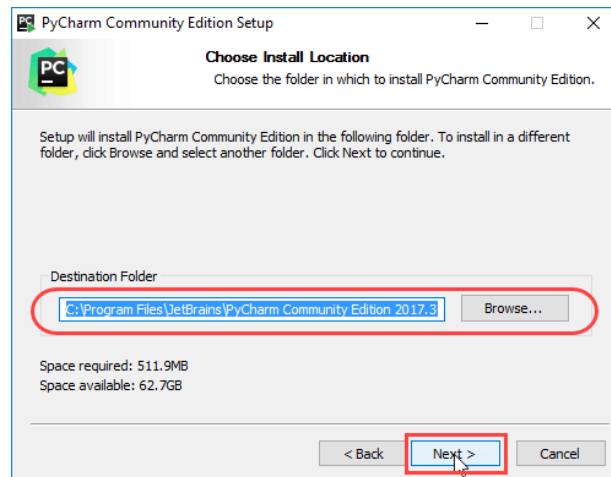 PyCharm Community Edition Setup
PC
Choose Install Location
Choose the folder in which to install PyCharm Community Edition.
Setup will install PyCharm Community Edition in the following folder. To install in a different
folder, click Browse and select another folder. Click Next to continue.
Destination Folder
C:\Program Files\JetBrains\PyCharm Community Edition 2017.3
Browse...
Space required: 511.9MB
Space available: 62.7GB
< Back
Next >
Cancel